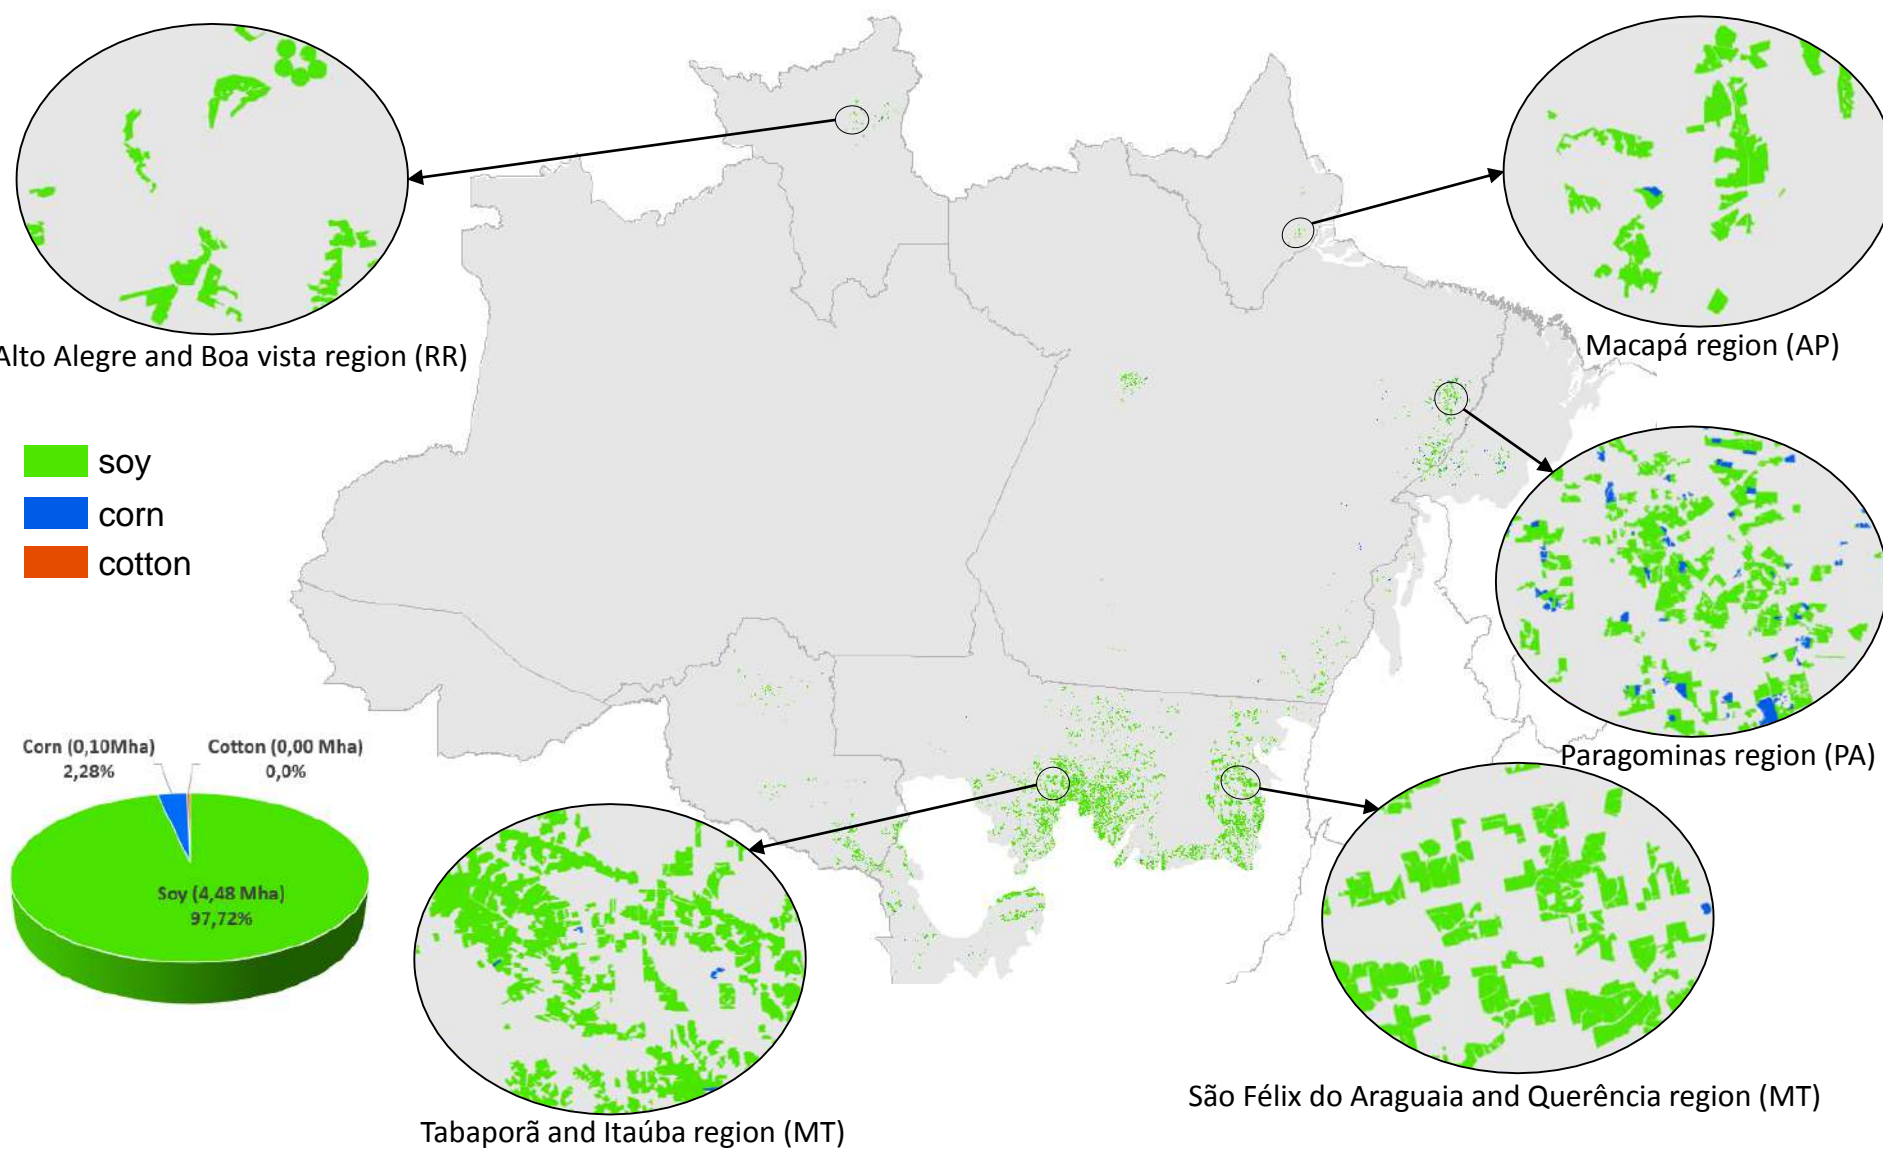 Alto Alegre and Boa vista region (RR)
Macapá region (AP)
soy
corn
cotton
Corn (0,10Mha)
2,28%
Cotton (0,00 Mha)
0,0%
Soy (4,48 Mha)
97,72%
Paragominas region (PA)
São Félix do Araguaia and Querência region (MT)
Tabaporã and Itaúba region (MT)